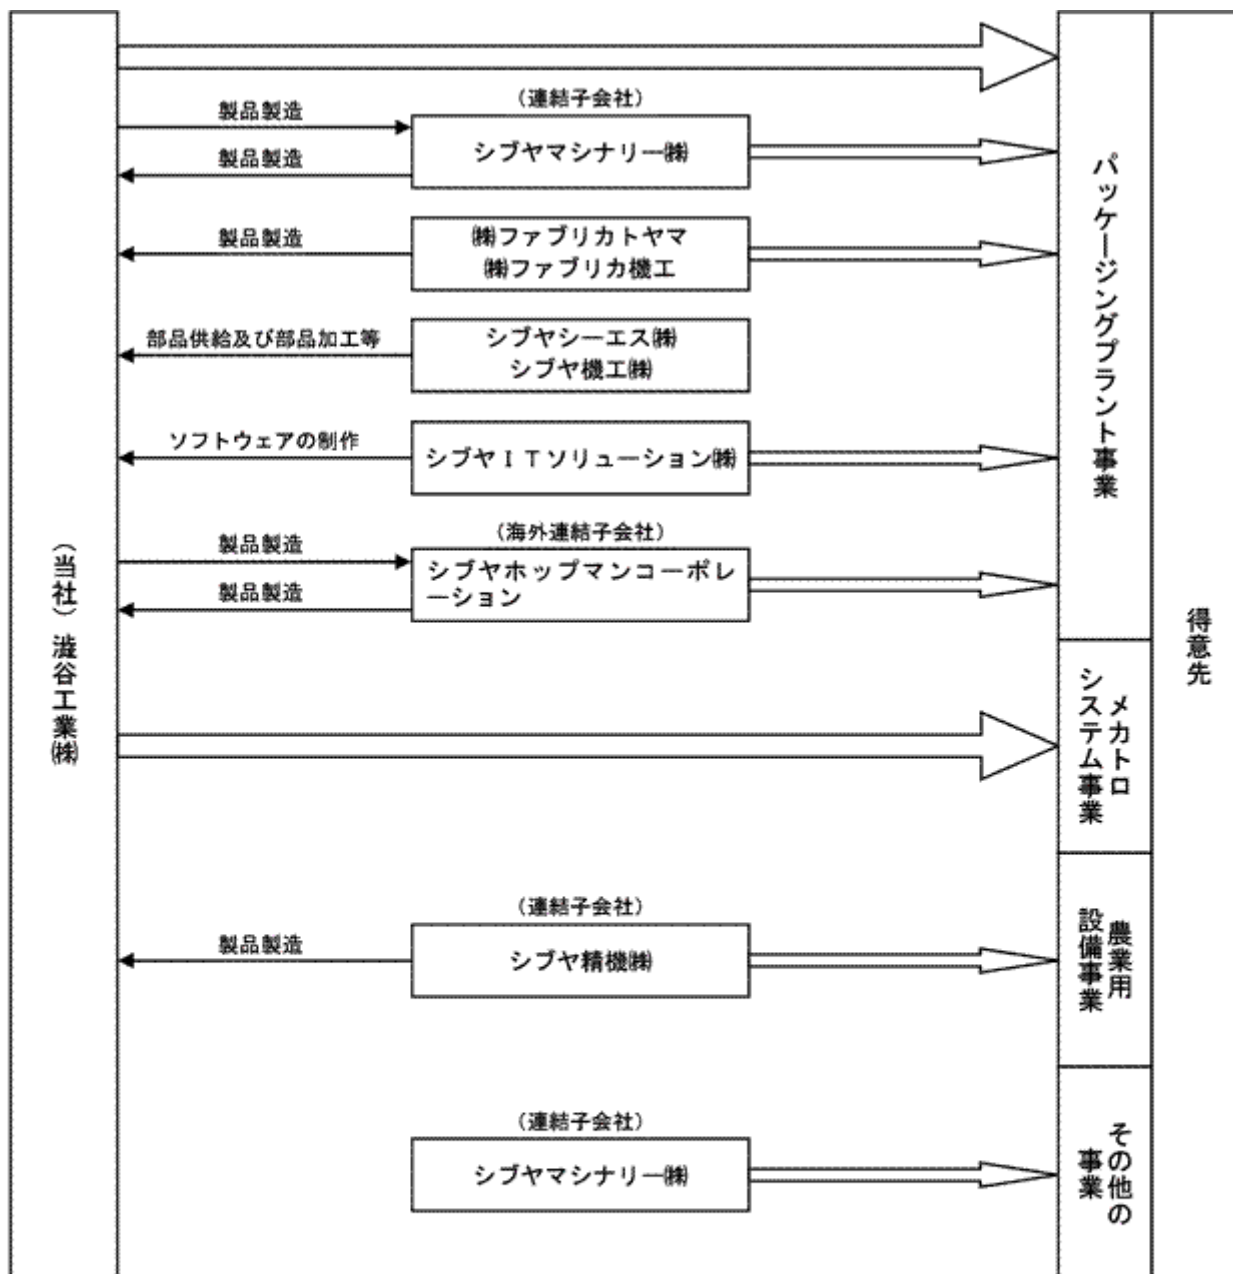 （当社）澁谷工業㈱
（連結子会社）
製品製造
シブヤマシナリー㈱
製品製造
製品製造
㈱ファブリカトヤマ
㈱ファブリカ機工
部品供給及び部品加工等
シブヤシーエス㈱
シブヤ機工㈱
ソフトウェアの制作
シブヤＩＴソリューション㈱
（海外連結子会社）
製品製造
シブヤホップマンコーポレ
ーション
製品製造
（連結子会社）
製品製造
シブヤ精機㈱
（連結子会社）
シブヤマシナリー㈱
パッケージングプラント事業
メカトロ
システム事業
農業用
設備事業
その他の
事業
得意先